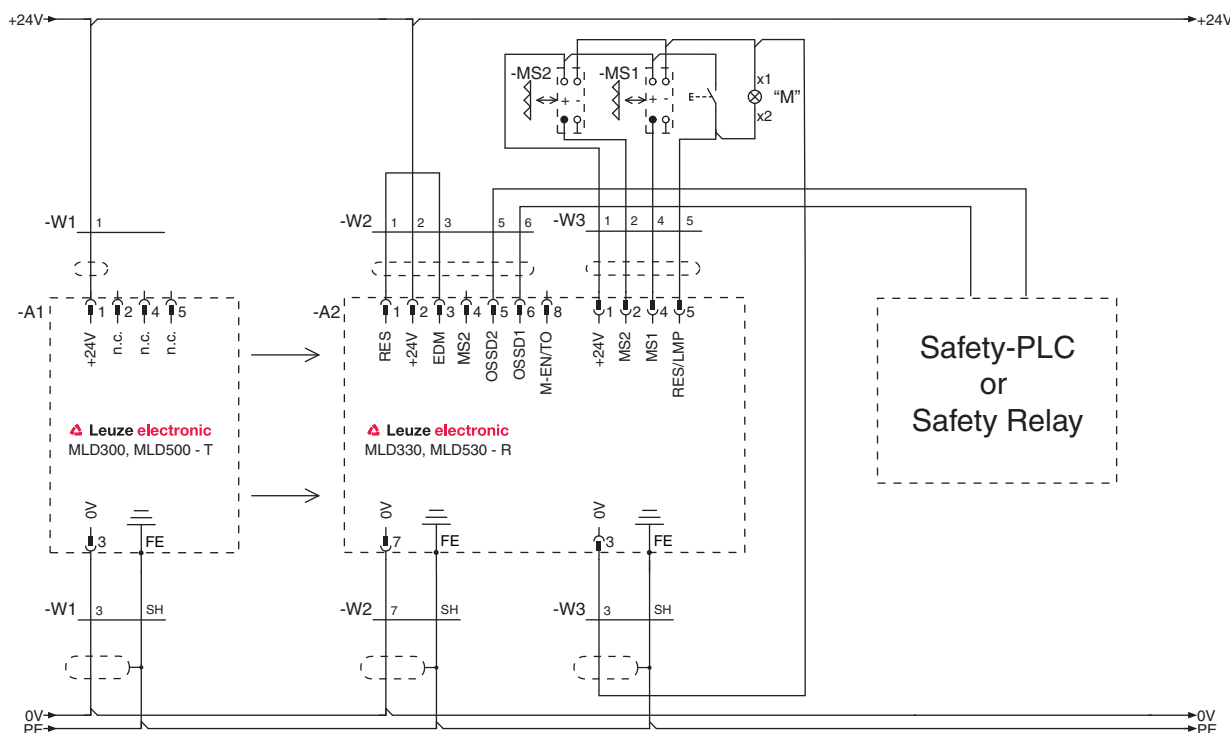 +24V +24V
-MS2 -MS1 x1
+ - + - E "M"
x2
-W1 1 -W2 1 2 3 5 6 -W3 1 2 4 5
-A1 1 2 4 5 -A2 1 2 3 4 5 6 8 1 2 4 5
+24V n.c. n.c. n.c. RES +24V EDM MS2 OSSD2 OSSD1 M-EN/TO +24V MS2 MS1 RES/LMP
Safety-PLC
or
Safety Relay
Leuze electronic
MLD300, MLD500 - T
Leuze electronic
MLD330, MLD530 - R
0V 0V 0V
3 FE 7 FE 3 FE
-W1 3 SH -W2 7 SH -W3 3 SH
0V 0V
PE PE